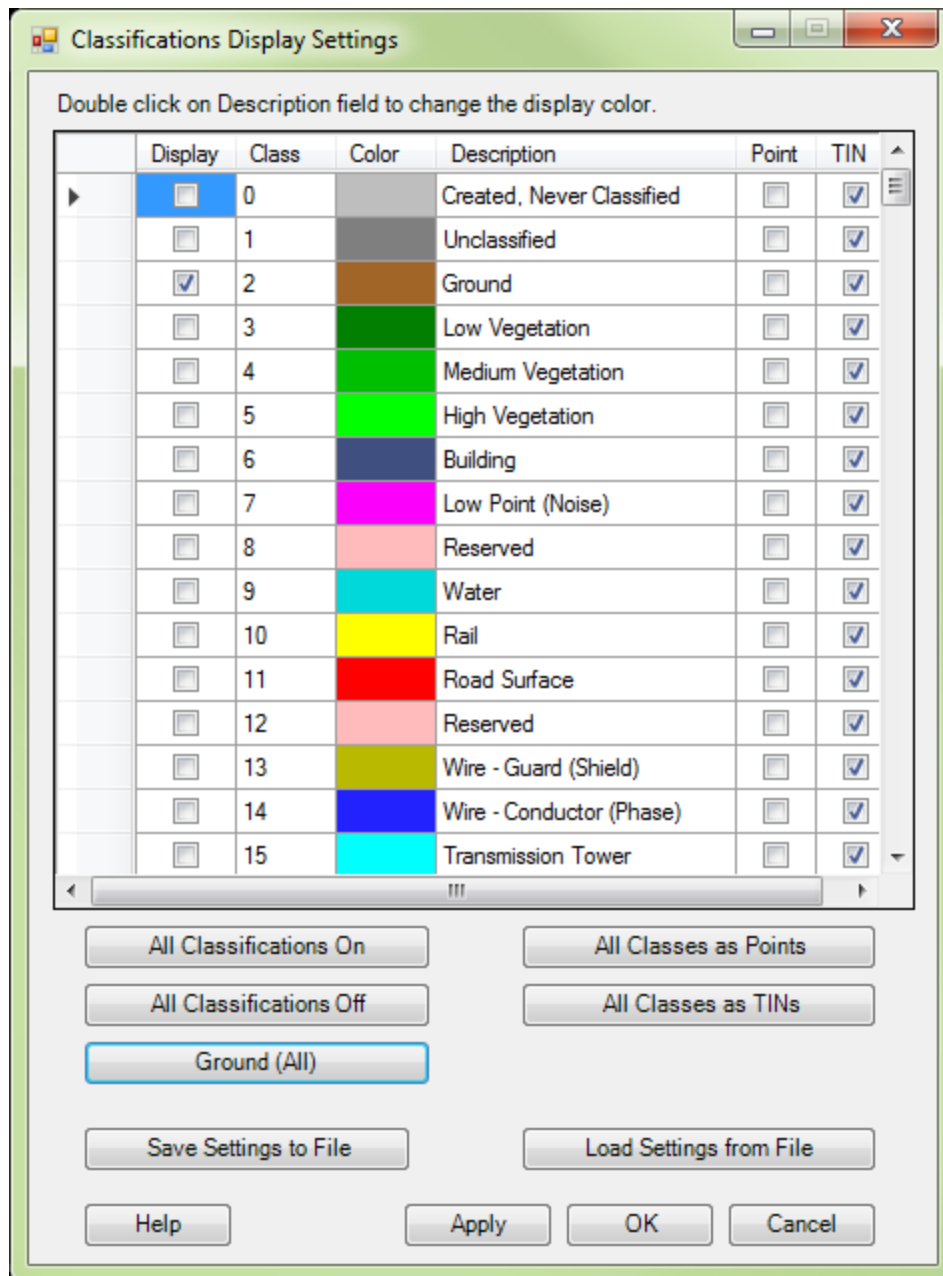 Classifications Display Settings
Double click on Description field to change the display color.
Display Class Color Description Point TIN
0 Created, Never Classified
1 Unclassified
2 Ground
3 Low Vegetation
4 Medium Vegetation
5 High Vegetation
6 Building
7 Low Point (Noise)
8 Reserved
9 Water
10 Rail
11 Road Surface
12 Reserved
13 Wire - Guard (Shield)
14 Wire - Conductor (Phase)
15 Transmission Tower
All Classifications On All Classes as Points
All Classifications Off All Classes as TINs
Ground (All)
Save Settings to File Load Settings from File
Help Apply OK Cancel